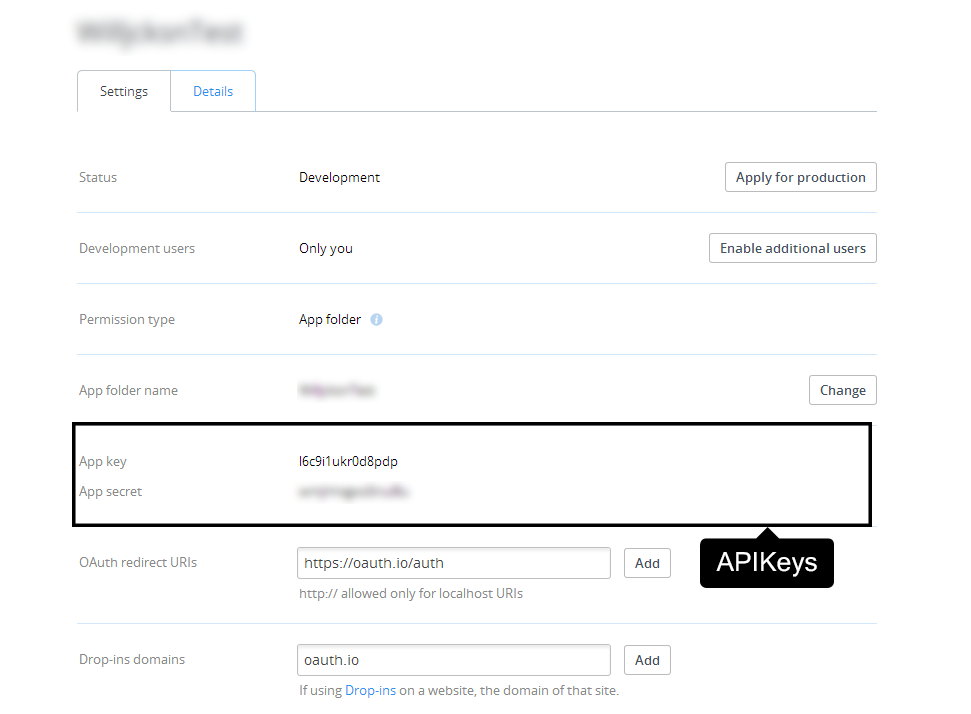 Settings
Details
Status
Development
Apply for production
Development users
Only you
Enable additional users
Permission type
App folder
App folder name
Change
App key
l6c9i1ukr0d8pdp
App secret
OAuth redirect URIs
https://oauth.io/auth
Add
APIKeys
http:// allowed only for localhost URIs
Drop-ins domains
oauth.io
Add
If using Drop-ins on a website, the domain of that site.